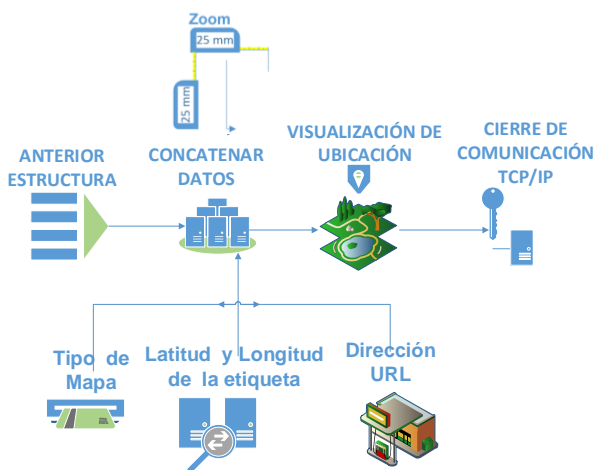 Zoom
25 mm
25 mm
ANTERIOR
ESTRUCTURA
CONCATENAR
DATOS
VISUALIZACIÓN DE
UBICACIÓN
CIERRE DE
COMUNICACIÓN
TCP/IP
Tipo de
Mapa
Latitud y Longitud
de la etiqueta
Dirección
URL